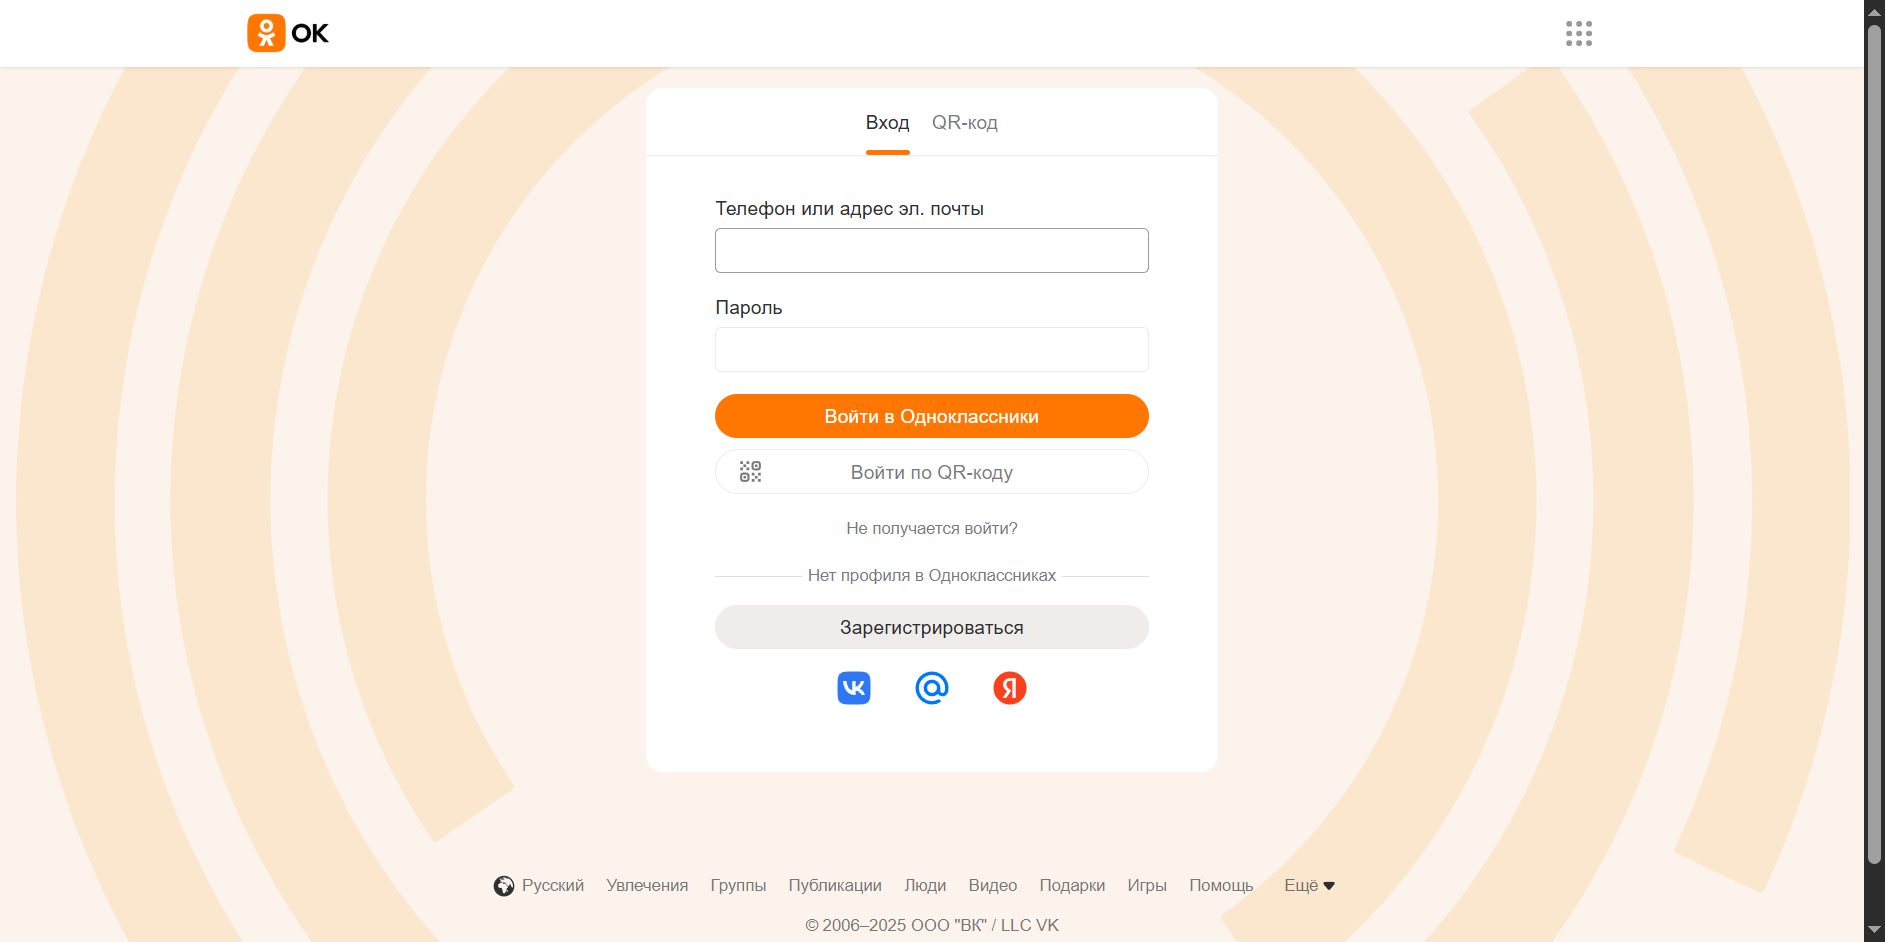 OK
Вход QR-код
Телефон или адрес эл. почты
Пароль
Войти в Одноклассники
Войти по QR-коду
Не получается войти?
Нет профиля в Одноклассниках
Зарегистрироваться
Русский Увлечения Группы Публикации Люди Видео Подарки Игры Помощь Ещё
© 2006–2025 ООО "ВК" / LLC VK